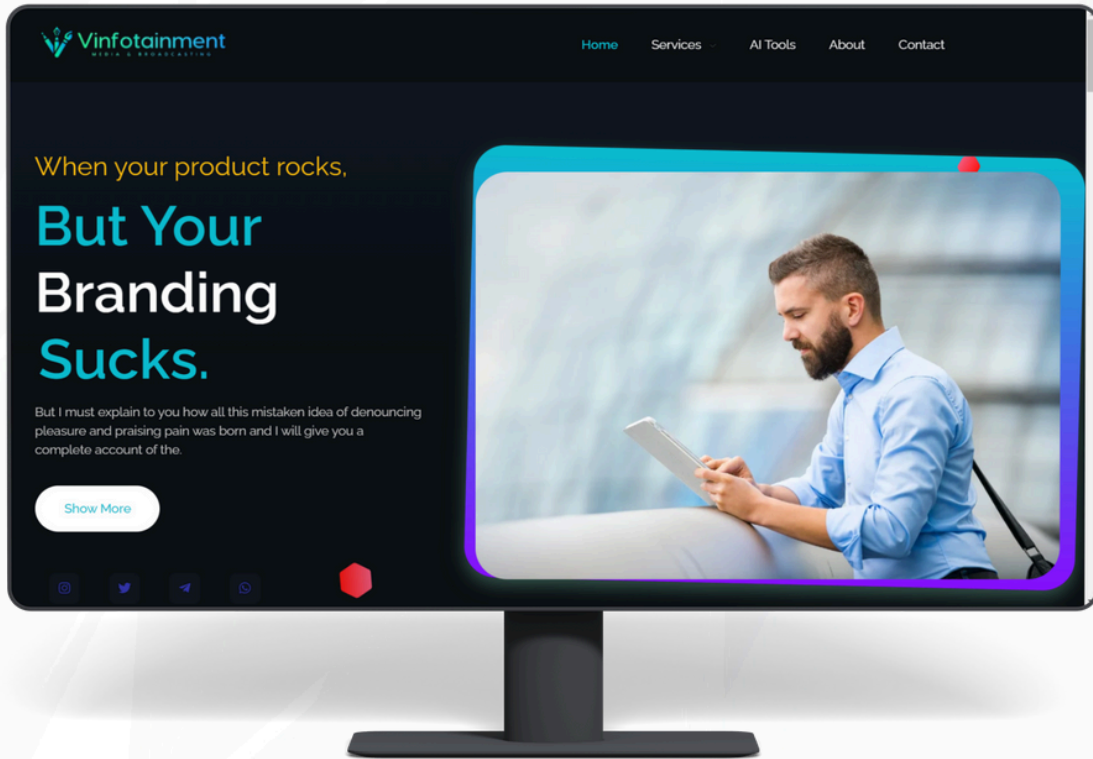 Vinfotainment
MEDIA & BROADCASTING
Home Services AI Tools About Contact
When your product rocks,
But Your
Branding
Sucks.
But I must explain to you how all this mistaken idea of denouncing
pleasure and praising pain was born and I will give you a
complete account of the.
Show More